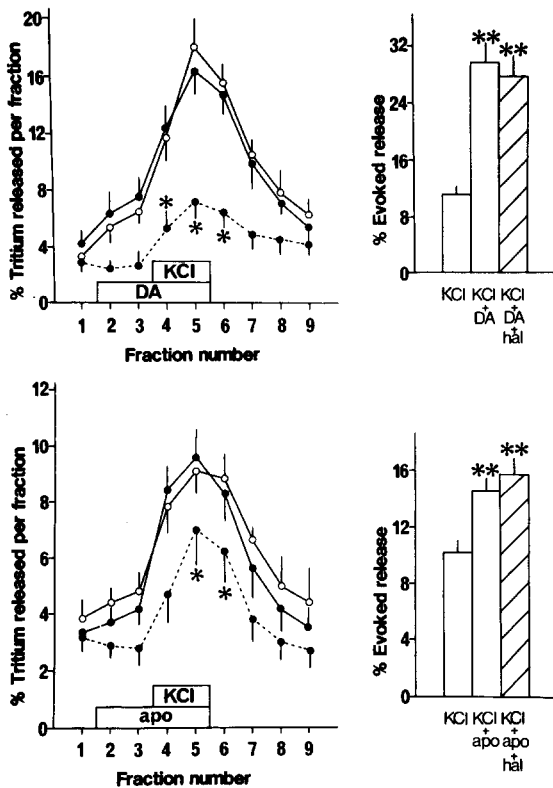 % Tritium released per fraction
20
16
12
8
4
0
*
*
*
KCl
DA
1 2 3 4 5 6 7 8 9
Fraction number
% Evoked release
32
24
16
8
0
**
**
KCl
KCl + DA
KCl + DA + hal
% Tritium released per fraction
12
10
8
6
4
2
0
*
*
KCl
apo
1 2 3 4 5 6 7 8 9
Fraction number
% Evoked release
16
12
8
4
0
**
**
KCl
KCl + apo
KCl + apo + hal